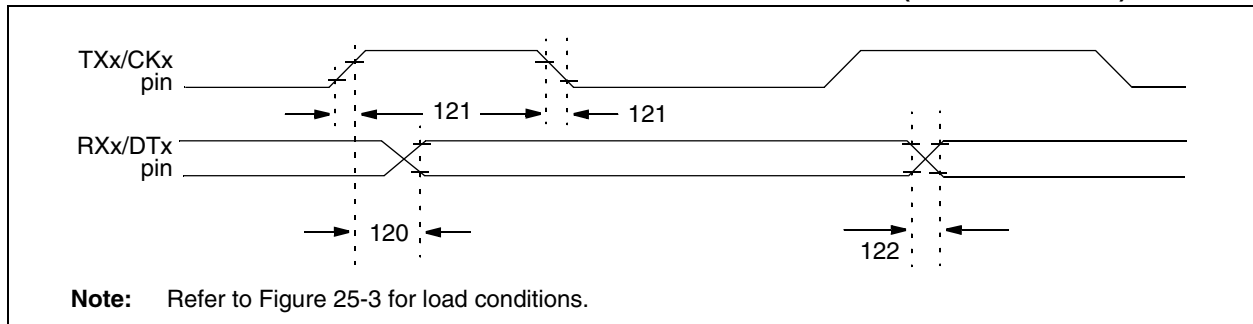 TXx/CKx
pin
121
121
RXx/DTx
pin
120
122
Note: Refer to Figure 25-3 for load conditions.